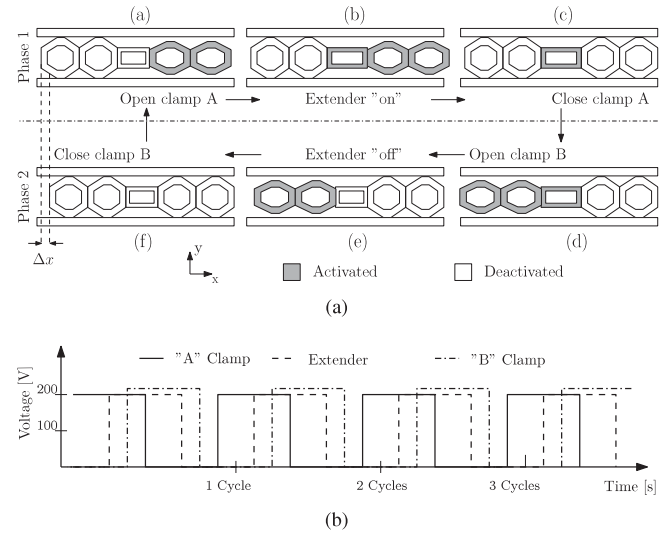 (a) (b) (c)
Phase 1
Open clamp A Extender "on" Close clamp A
Close clamp B Extender "off" Open clamp B
Phase 2
(f) (e) (d)
Δx
y
x
Activated Deactivated
(a)
"A" Clamp Extender "B" Clamp
Voltage [V]
200
100
1 Cycle 2 Cycles 3 Cycles Time [s]
(b)